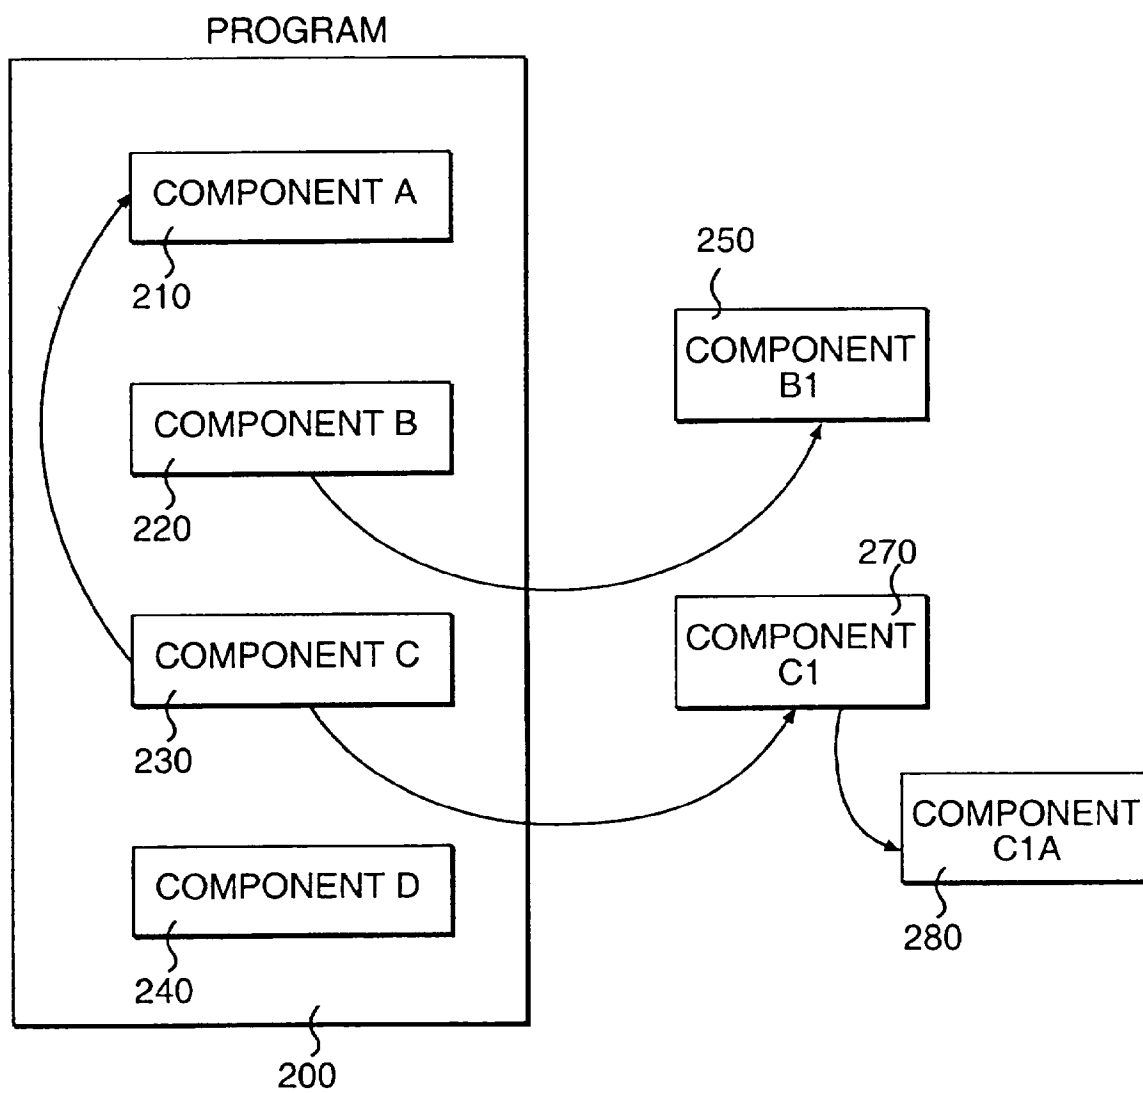 PROGRAM
COMPONENT A
210
COMPONENT B
220
COMPONENT C
230
COMPONENT D
240
200
250
COMPONENT
B1
270
COMPONENT
C1
COMPONENT
C1A
280